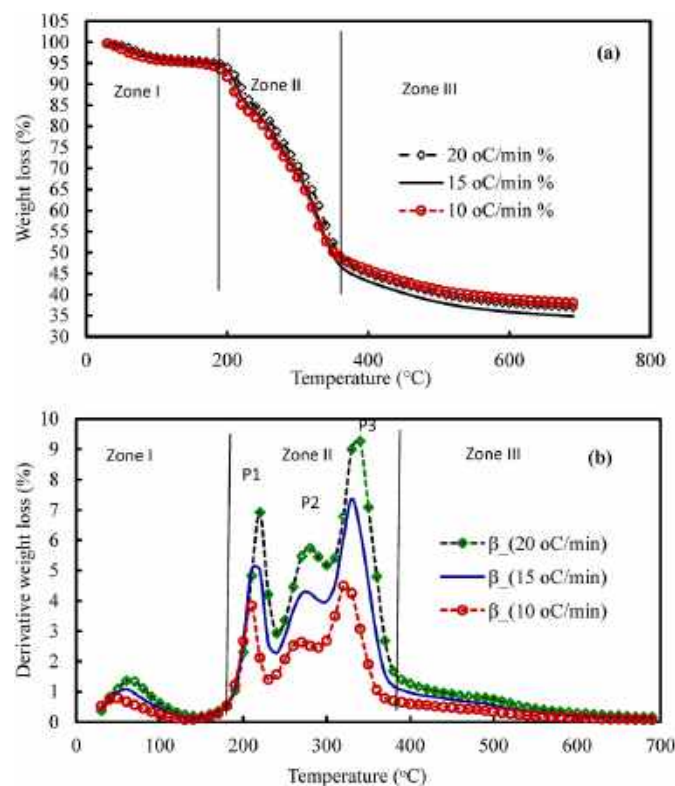 105
100
95
90
85
80
75
70
65
60
55
50
45
40
35
30
Weight loss (%)
(a)
Zone I
Zone II
Zone III
20 oC/min %
15 oC/min %
10 oC/min %
0
200
400
600
800
Temperature (°C)
10
9
8
7
6
5
4
3
2
1
0
Derivative weight loss (%)
P3
Zone I
Zone II
Zone III
(b)
P1
P2
β_(20 oC/min)
β_(15 oC/min)
β_(10 oC/min)
0
100
200
300
400
500
600
700
Temperature (°C)